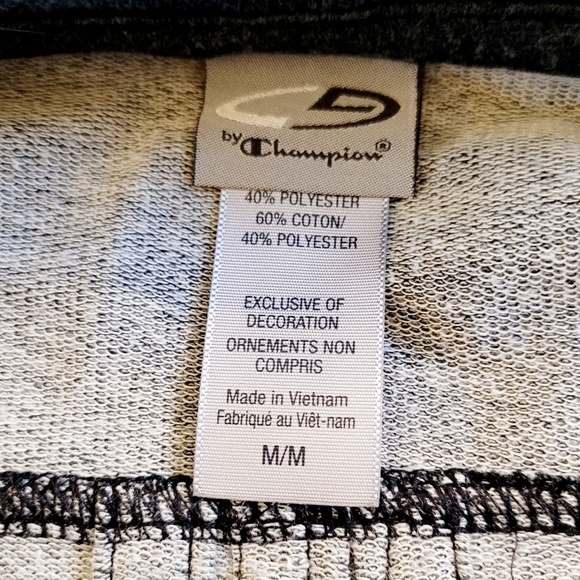 by Champion®
40% POLYESTER
60% COTON/
40% POLYESTER
EXCLUSIVE OF
DECORATION
ORNEMENTS NON
COMPRIS
Made in Vietnam
Fabriqué au Viêt-nam
M/M